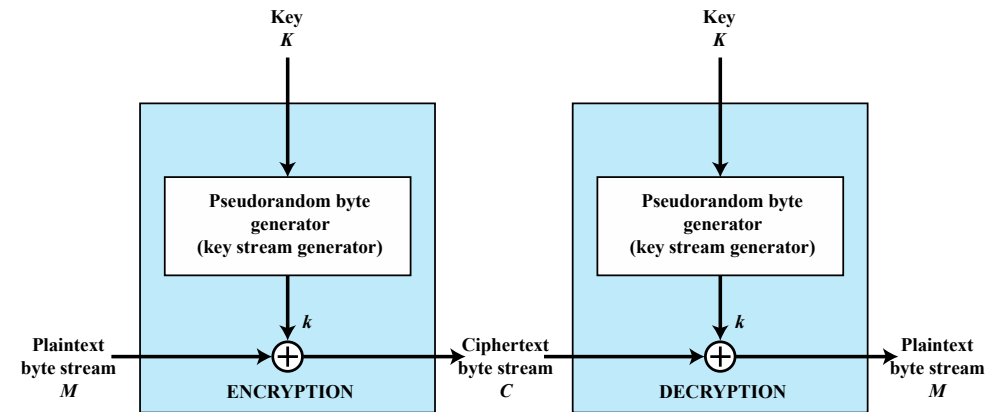 Key
K
Pseudorandom byte
generator
(key stream generator)
k
Plaintext
byte stream
M
ENCRYPTION
Ciphertext
byte stream
C
Key
K
Pseudorandom byte
generator
(key stream generator)
k
DECRYPTION
Plaintext
byte stream
M